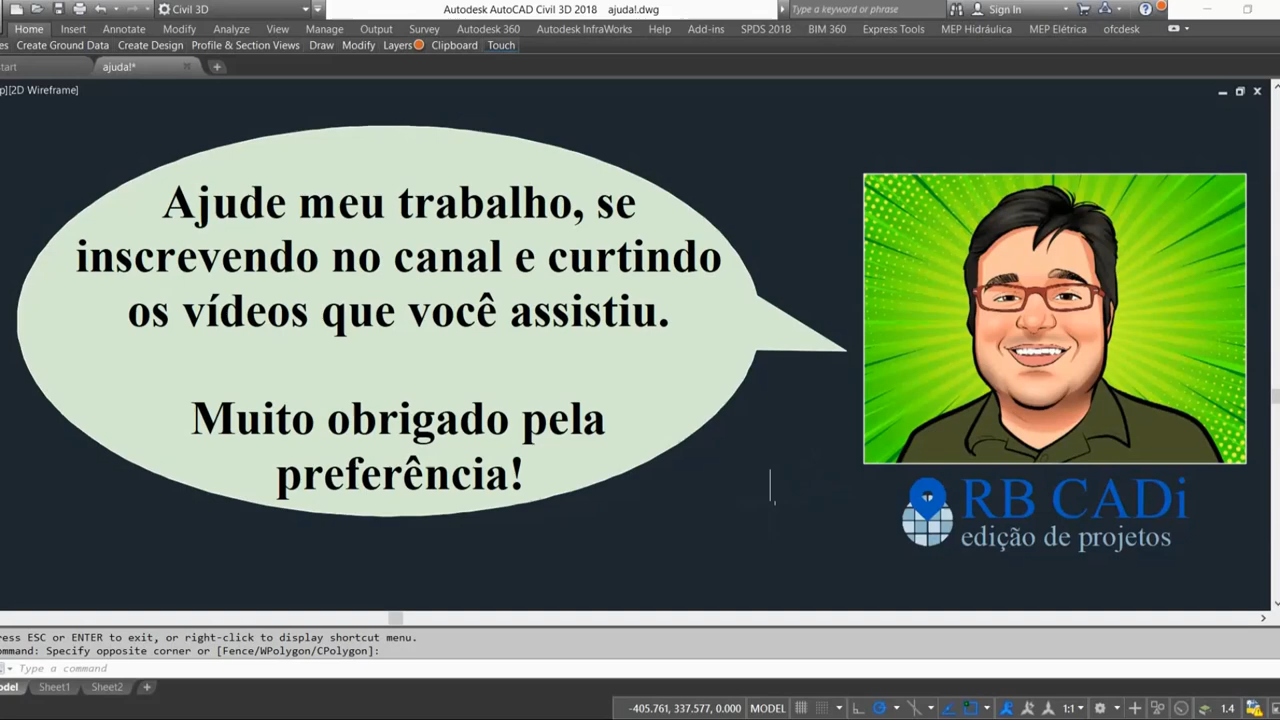 Civil 3D
Autodesk AutoCAD Civil 3D 2018 ajuda!.dwg
Type a keyword or phrase
Sign In
Home Insert Annotate Modify Analyze View Manage Output Survey Autodesk 360 Autodesk InfraWorks Help Add-ins SPDS 2018 BIM 360 Express Tools MEP Hidráulica MEP Elétrica ofcdesk
es Create Ground Data Create Design Profile & Section Views Draw Modify Layers Clipboard Touch
tart ajuda!*
p][2D Wireframe]
Ajude meu trabalho, se
inscrevendo no canal e curtindo
os vídeos que você assistiu.
Muito obrigado pela
preferência!
RB CADi
edição de projetos
ress ESC or ENTER to exit, or right-click to display shortcut menu.
ommand: Specify opposite corner or [Fence/WPolygon/CPolygon]:
Type a command
odel Sheet1 Sheet2
-405.761, 337.577, 0.000 MODEL 1:1 1.4